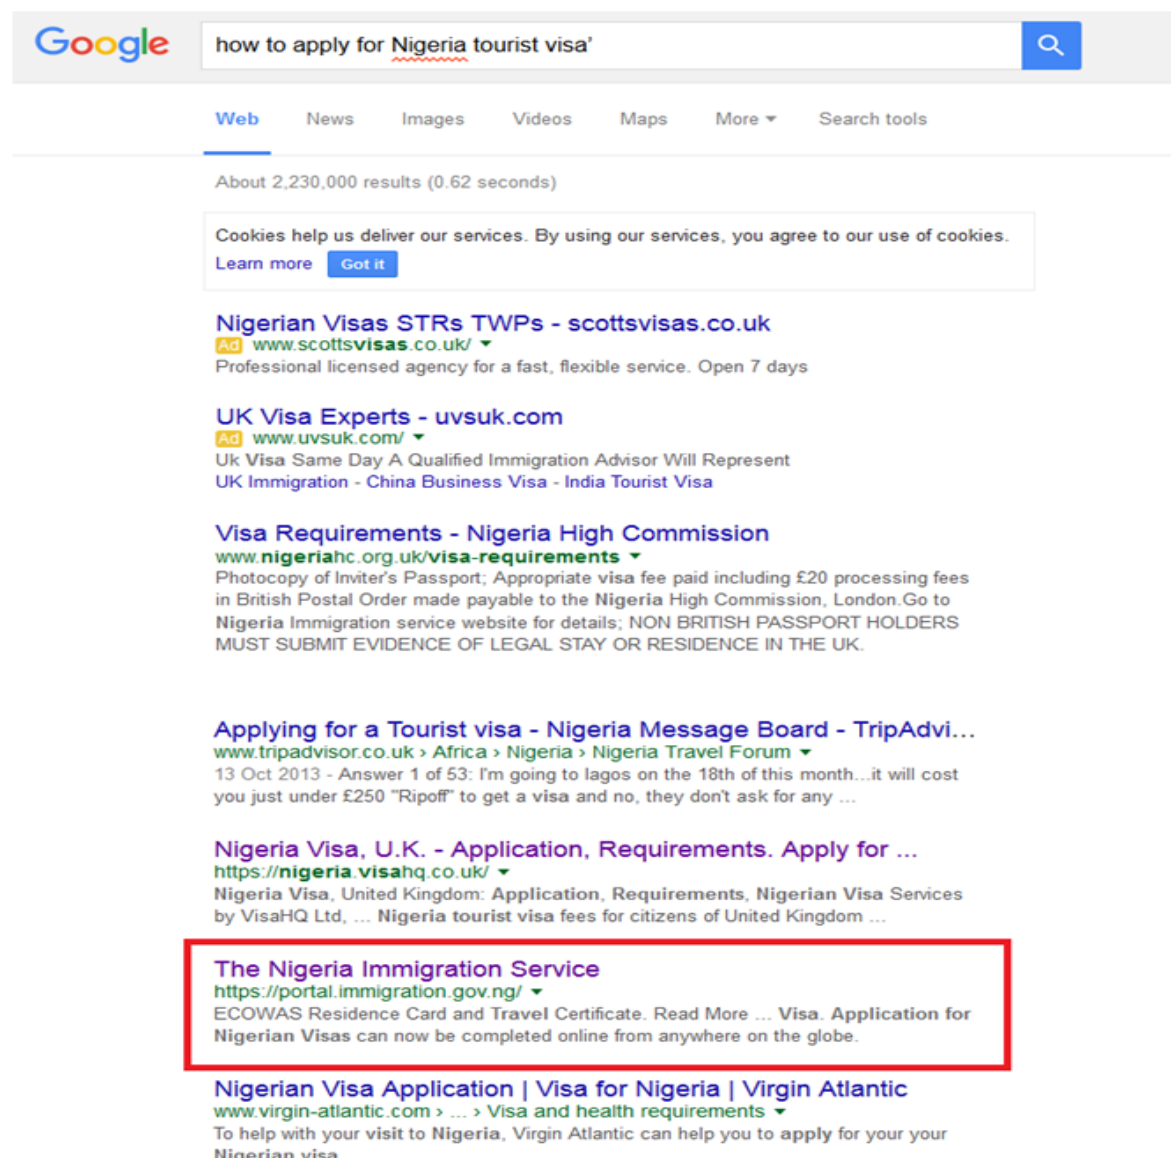 Google
how to apply for Nigeria tourist visa'
Web News Images Videos Maps More Search tools
About 2,230,000 results (0.62 seconds)
Cookies help us deliver our services. By using our services, you agree to our use of cookies.
Learn more Got it
Nigerian Visas STRs TWPs - scottsvisas.co.uk
Ad www.scottsvisas.co.uk/
Professional licensed agency for a fast, flexible service. Open 7 days
UK Visa Experts - uvsuk.com
Ad www.uvsuk.com/
Uk Visa Same Day A Qualified Immigration Advisor Will Represent
UK Immigration - China Business Visa - India Tourist Visa
Visa Requirements - Nigeria High Commission
www.nigeriahc.org.uk/visa-requirements
Photocopy of Inviter's Passport; Appropriate visa fee paid including £20 processing fees
in British Postal Order made payable to the Nigeria High Commission, London.Go to
Nigeria Immigration service website for details; NON BRITISH PASSPORT HOLDERS
MUST SUBMIT EVIDENCE OF LEGAL STAY OR RESIDENCE IN THE UK.
Applying for a Tourist visa - Nigeria Message Board - TripAdvi...
www.tripadvisor.co.uk › Africa › Nigeria › Nigeria Travel Forum
13 Oct 2013 - Answer 1 of 53: I'm going to lagos on the 18th of this month...it will cost
you just under £250 "Ripoff" to get a visa and no, they don't ask for any ...
Nigeria Visa, U.K. - Application, Requirements. Apply for ...
https://nigeria.visahq.co.uk/
Nigeria Visa, United Kingdom: Application, Requirements, Nigerian Visa Services
by VisaHQ Ltd, ... Nigeria tourist visa fees for citizens of United Kingdom ...
The Nigeria Immigration Service
https://portal.immigration.gov.ng/
ECOWAS Residence Card and Travel Certificate. Read More ... Visa. Application for
Nigerian Visas can now be completed online from anywhere on the globe.
Nigerian Visa Application | Visa for Nigeria | Virgin Atlantic
www.virgin-atlantic.com › ... › Visa and health requirements
To help with your visit to Nigeria, Virgin Atlantic can help you to apply for your your
Nigerian visa